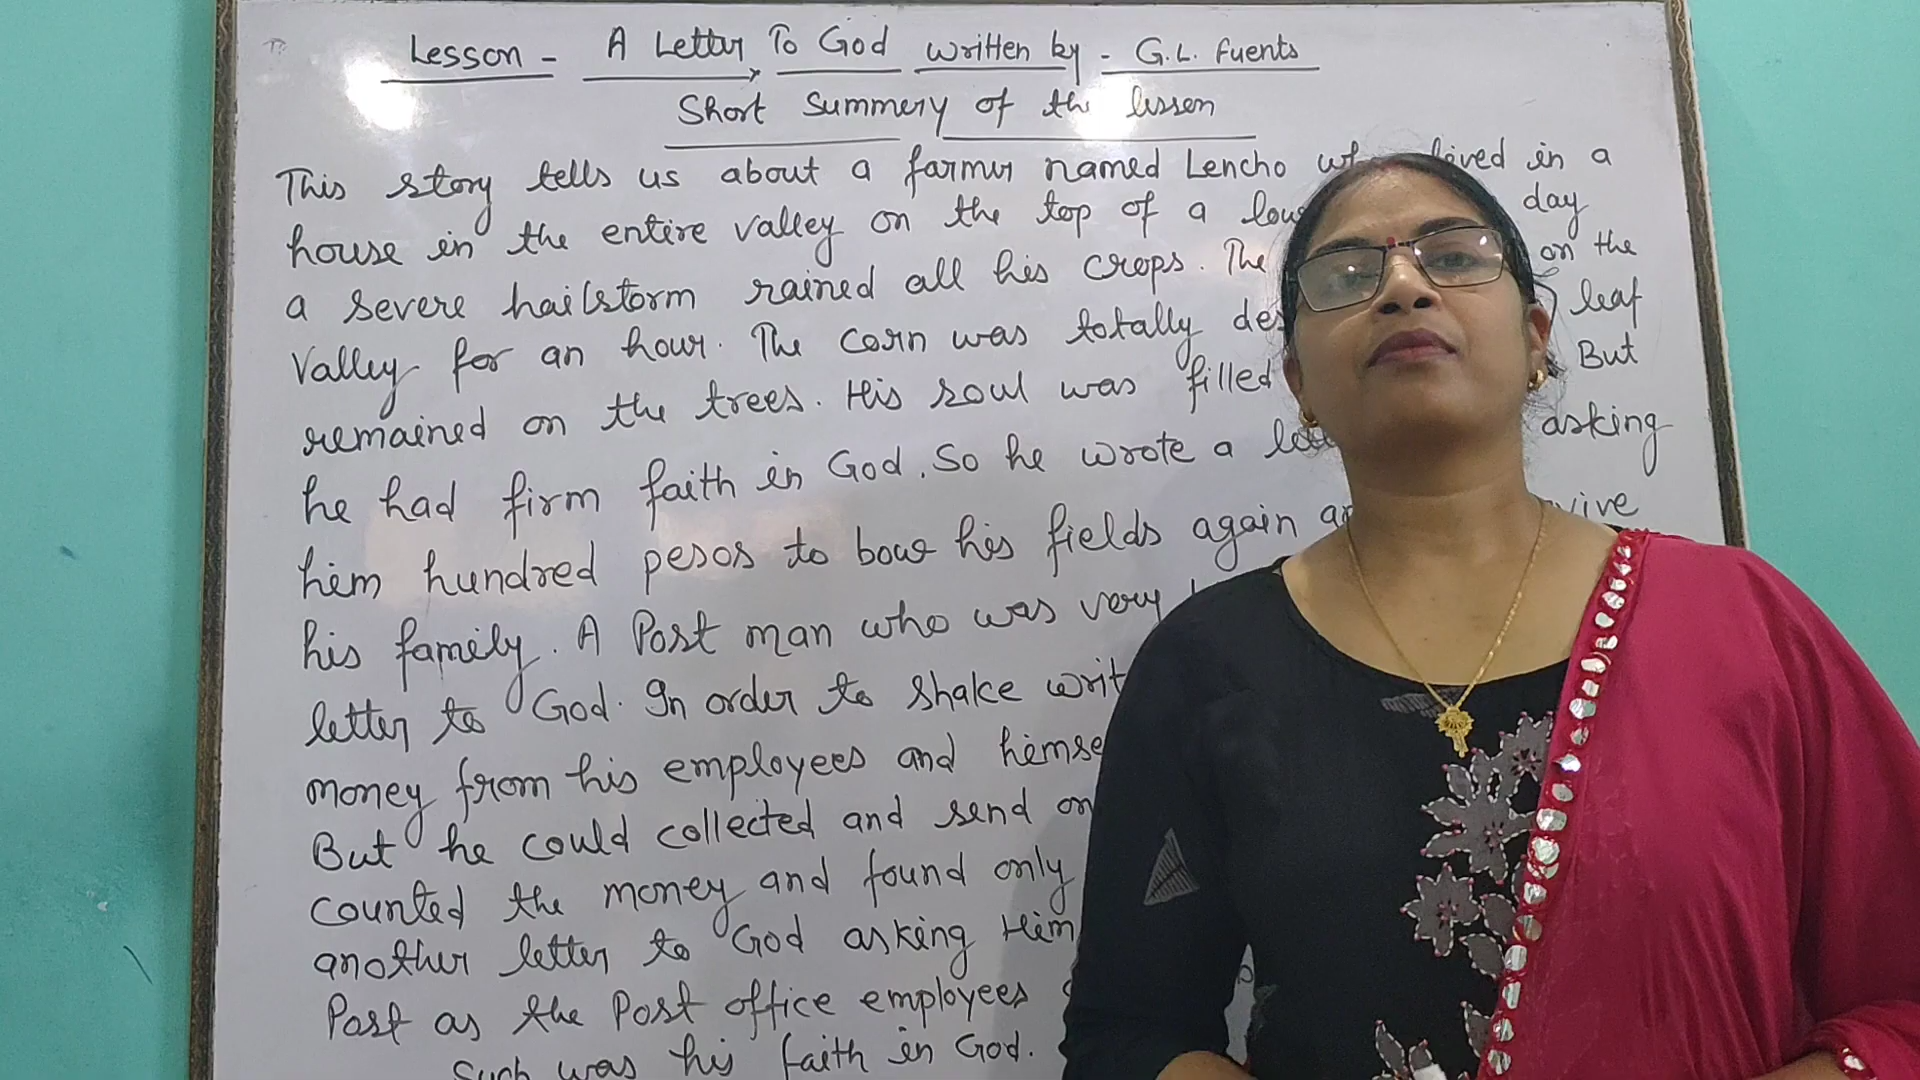 Lesson - A Letter To God written by - G.L. Fuents
Short Summery of the lesson
This story tells us about a farmer named Lencho lived in a
house in the entire valley on the top of a day
a severe hailstorm rained all his crops. The on the
Valley for an hour. The corn was totally leaf
remained on the trees. His soul was filled But
he had firm faith in God. So he wrote a asking
him hundred pesos to bow his fields again
his family. A Post man who was very
letter to God. In order to shake
money from his employees and
But he could collected and send
counted the money and found only
another letter to God asking Him
Post as the Post office employees
Such was his faith in God.